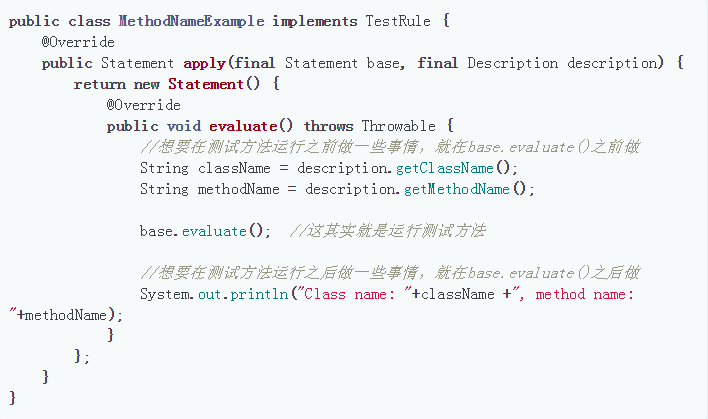 public class MethodNameExample implements TestRule {
    @Override
    public Statement apply(final Statement base, final Description description) {
        return new Statement() {
            @Override
            public void evaluate() throws Throwable {
                //想要在测试方法运行之前做一些事情，就在base.evaluate()之前做
                String className = description.getClassName();
                String methodName = description.getMethodName();

                base.evaluate();  //这其实就是运行测试方法

                //想要在测试方法运行之后做一些事情，就在base.evaluate()之后做
                System.out.println("Class name: "+className +", method name:
"+methodName);
            }
        };
    }
}